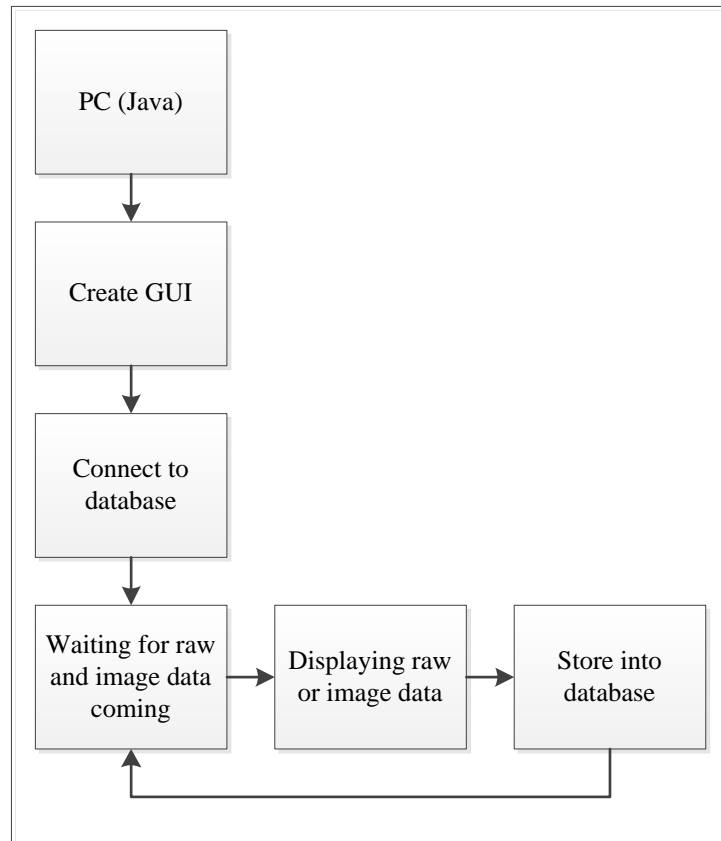 PC (Java)
Create GUI
Connect to
database
Waiting for raw
and image data
coming
Displaying raw
or image data
Store into
database